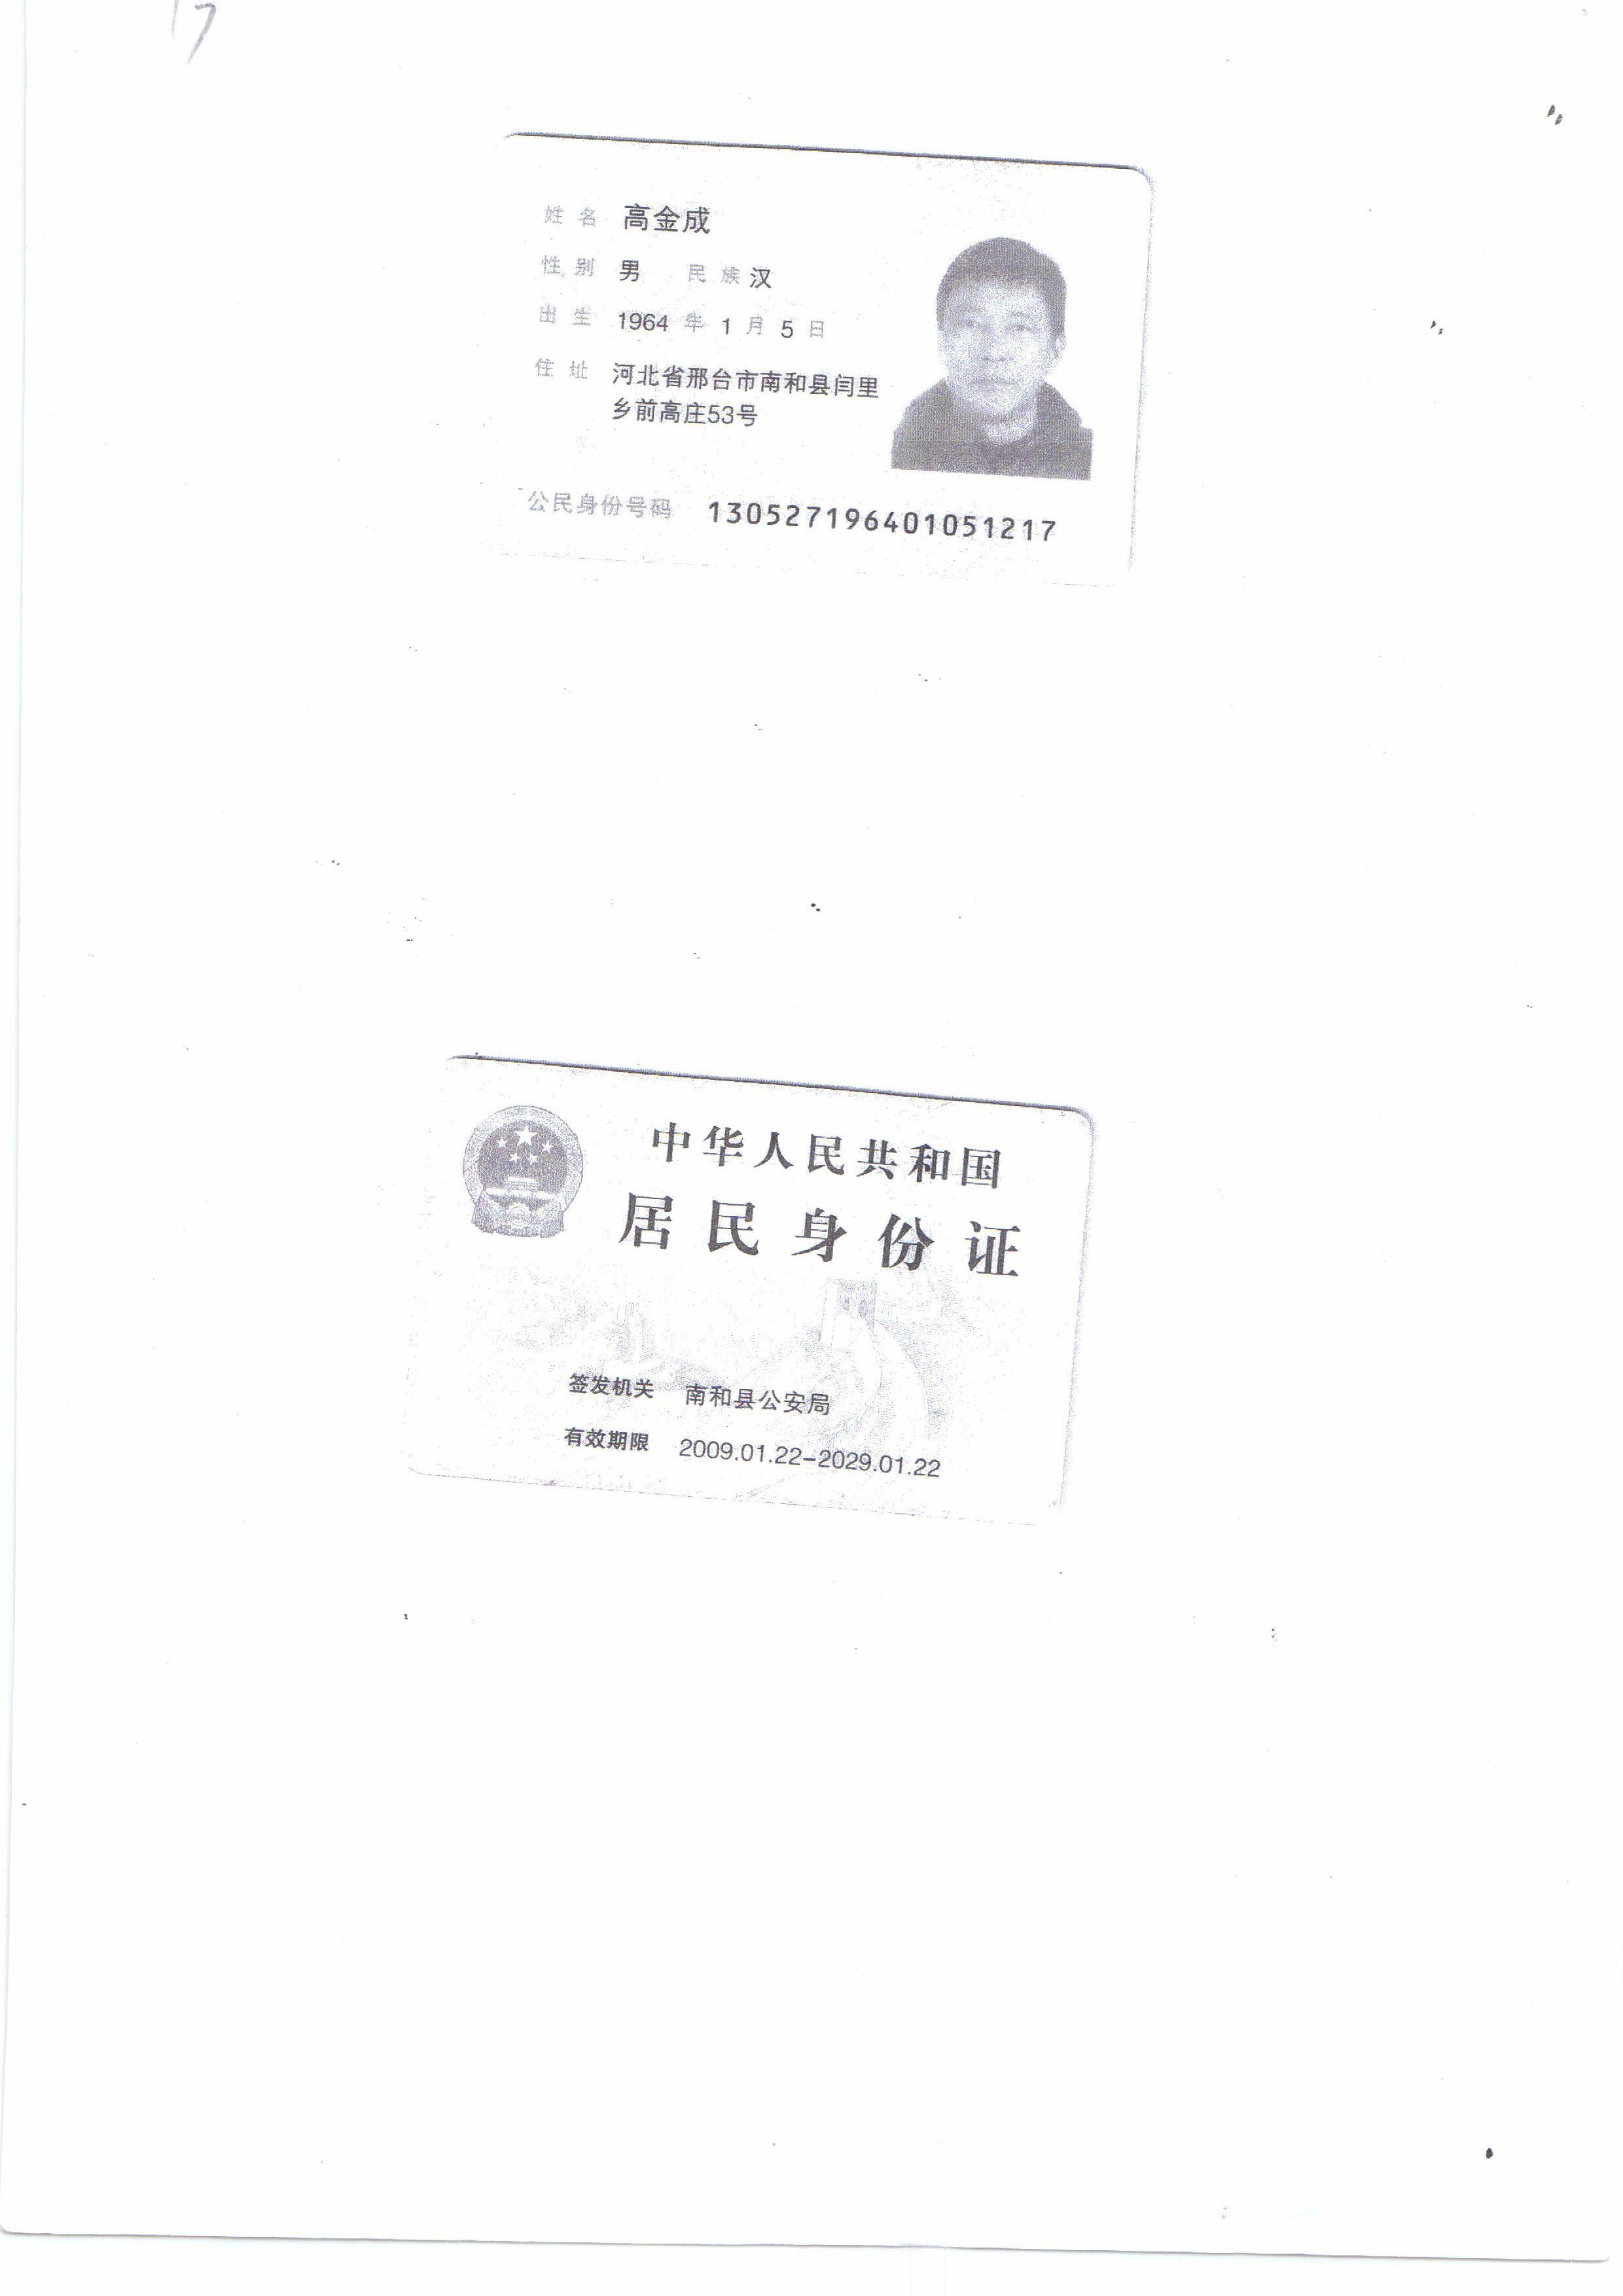 17
姓名 高金成
性别 男 民族 汉
出生 1964年1月5日
住址 河北省邢台市南和县闫里
乡前高庄53号
公民身份号码 130527196401051217
中华人民共和国
居民身份证
签发机关 南和县公安局
有效期限 2009.01.22-2029.01.22